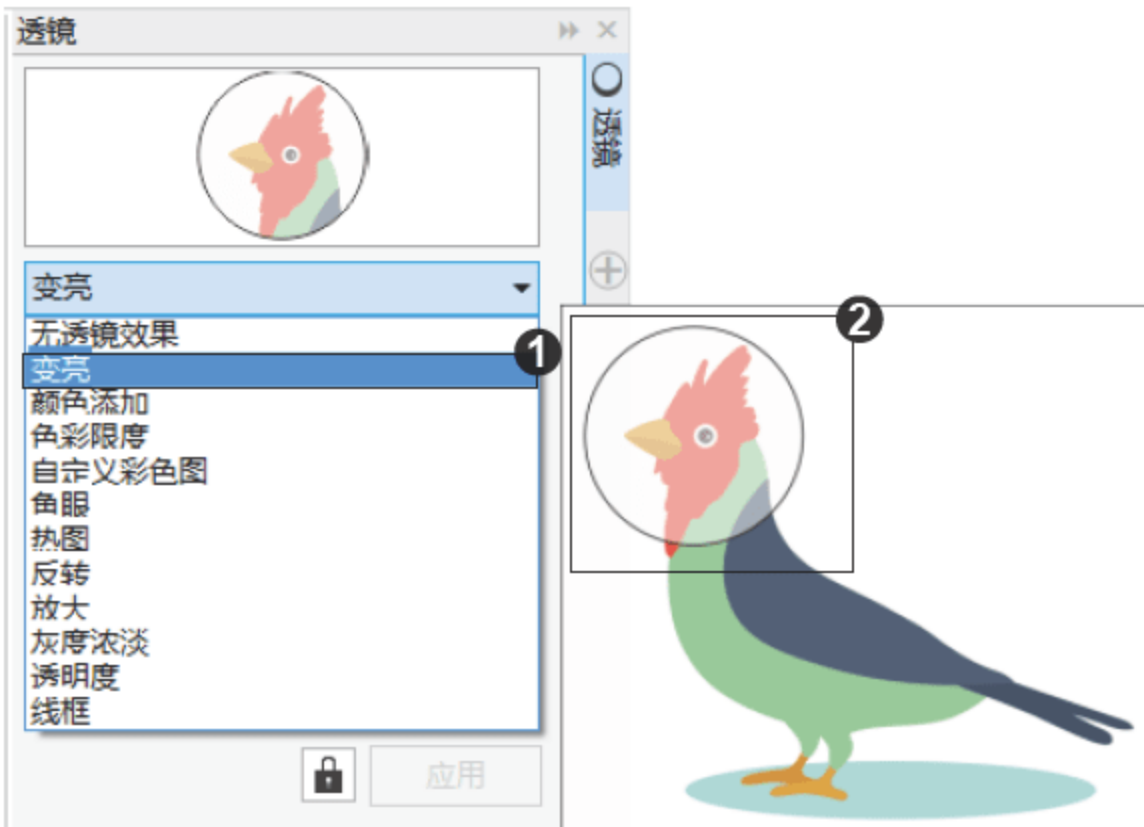 透镜
透镜
变亮
无透镜效果
变亮
颜色添加
色彩限度
自定义彩色图
鱼眼
热图
反转
放大
灰度浓淡
透明度
线框
应用
1
2